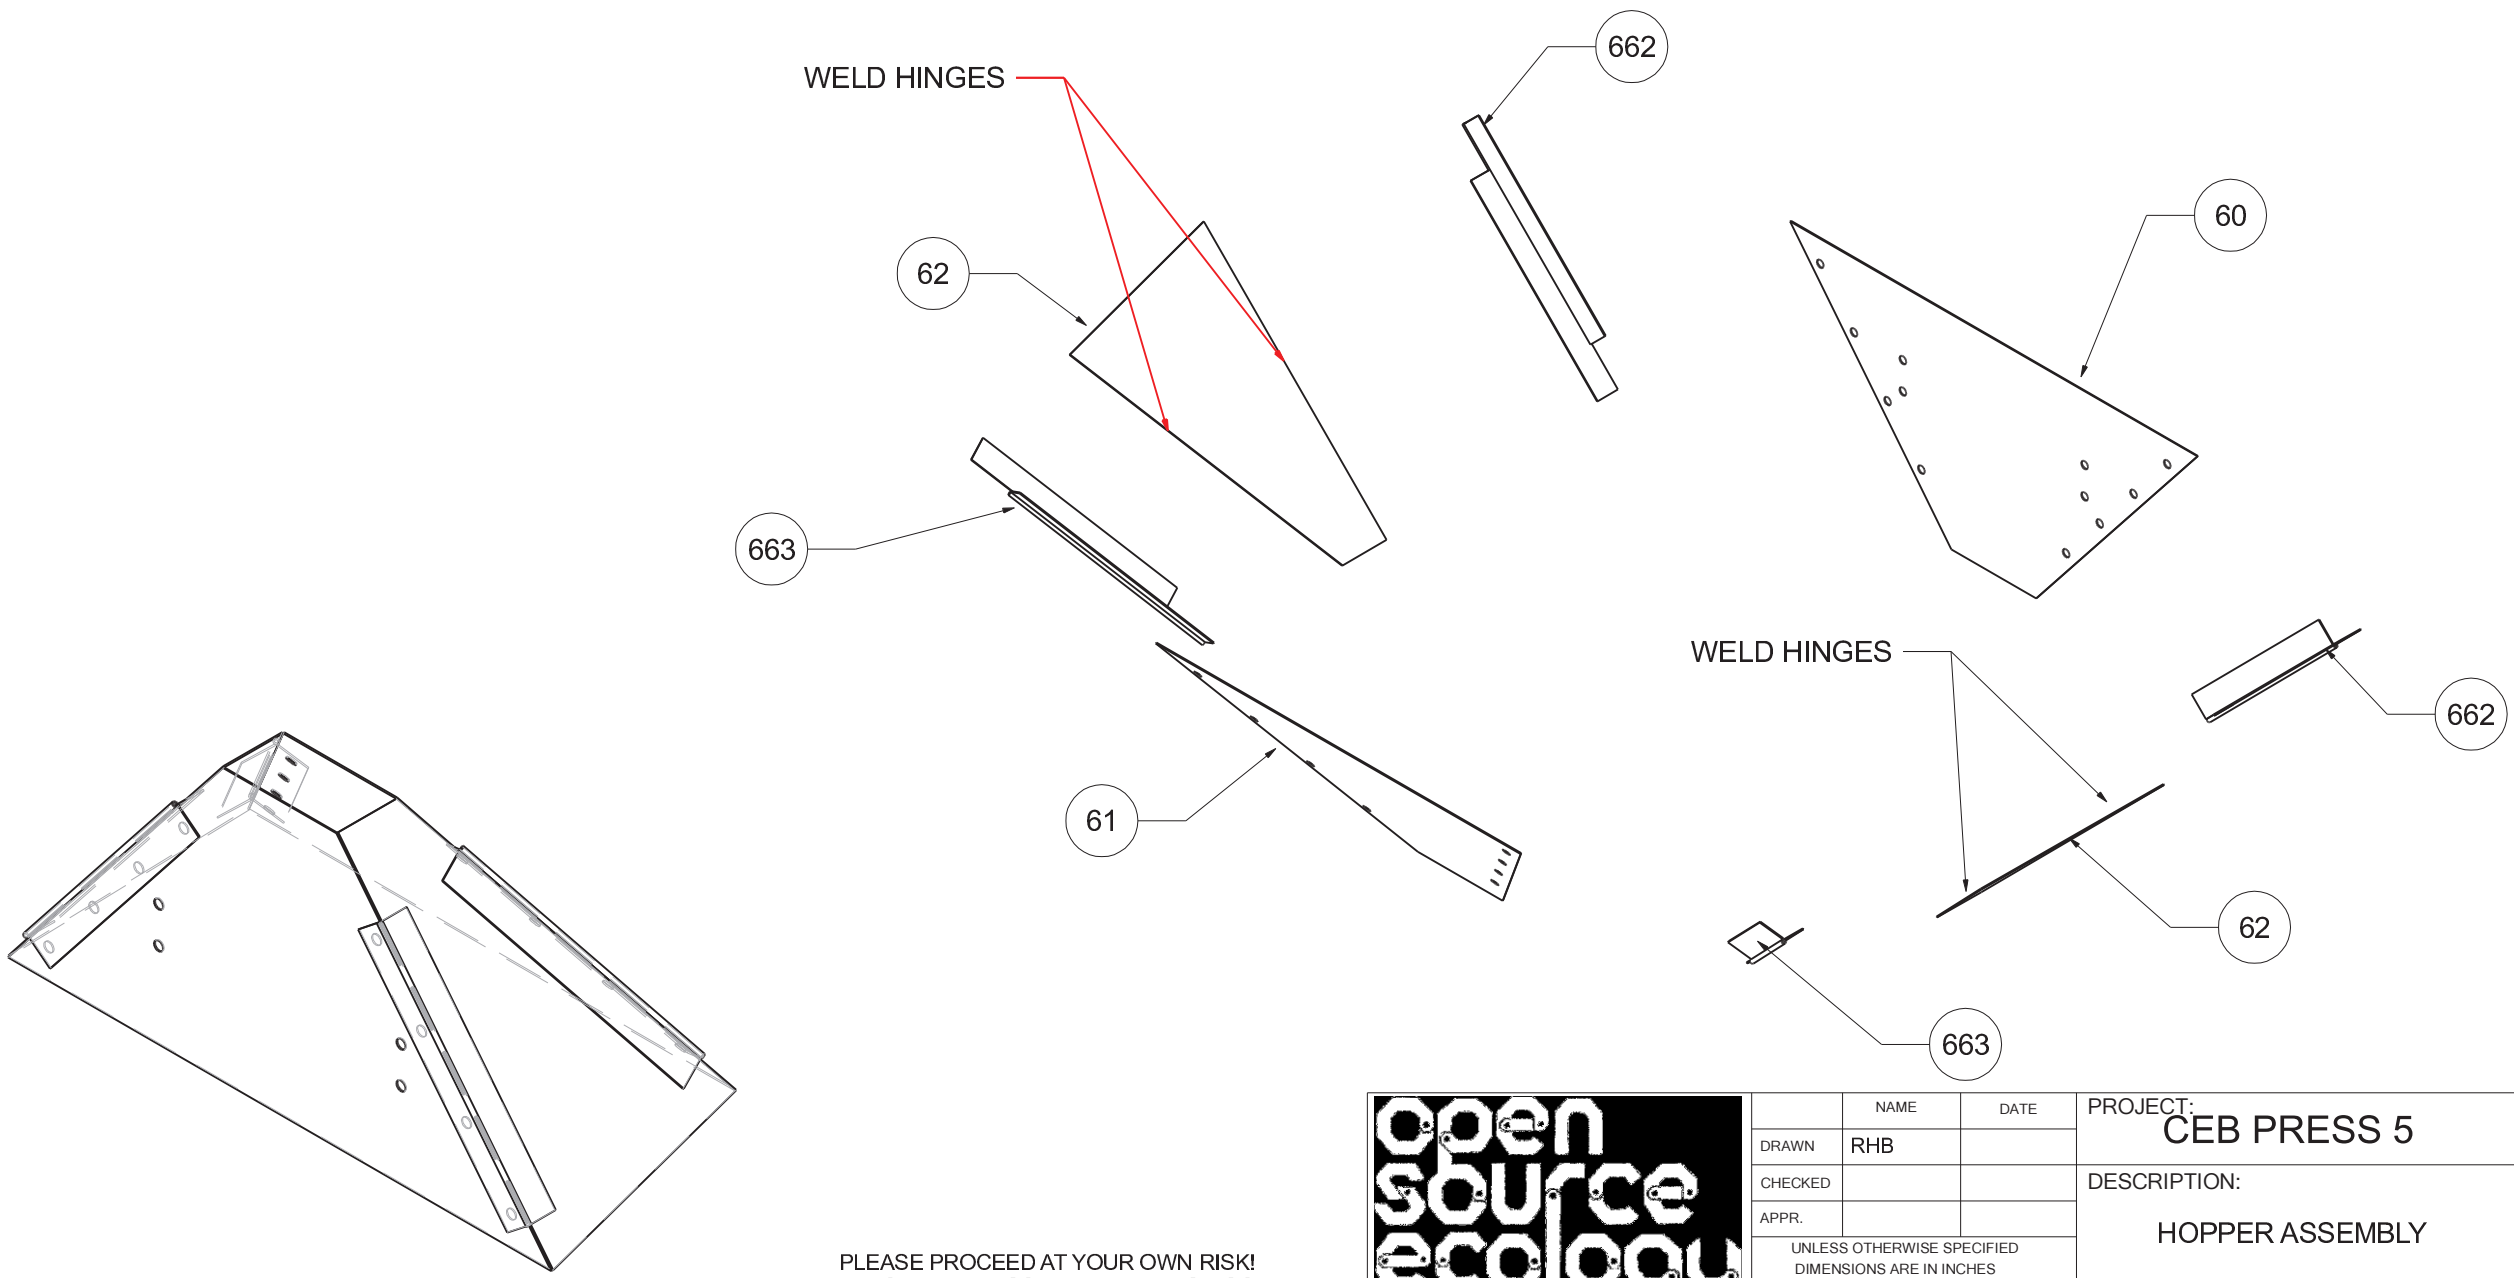 662
WELD HINGES
60
62
663
WELD HINGES
662
61
62
663
open
source
ecology
NAME
DATE
DRAWN
RHB
CHECKED
APPR.
UNLESS OTHERWISE SPECIFIED
DIMENSIONS ARE IN INCHES
PROJECT:
CEB PRESS 5
DESCRIPTION:
HOPPER ASSEMBLY
PLEASE PROCEED AT YOUR OWN RISK!